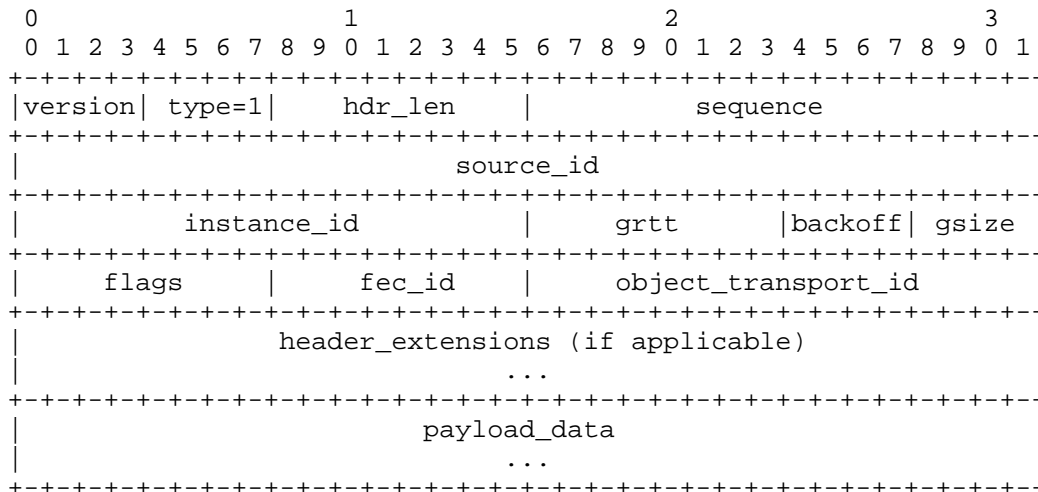 0                   1                   2                   3
 0 1 2 3 4 5 6 7 8 9 0 1 2 3 4 5 6 7 8 9 0 1 2 3 4 5 6 7 8 9 0 1
+-+-+-+-+-+-+-+-+-+-+-+-+-+-+-+-+-+-+-+-+-+-+-+-+-+-+-+-+-+-+-+--
|version| type=1|    hdr_len    |          sequence
+-+-+-+-+-+-+-+-+-+-+-+-+-+-+-+-+-+-+-+-+-+-+-+-+-+-+-+-+-+-+-+--
|                           source_id
+-+-+-+-+-+-+-+-+-+-+-+-+-+-+-+-+-+-+-+-+-+-+-+-+-+-+-+-+-+-+-+--
|          instance_id          |     grtt      |backoff| gsize
+-+-+-+-+-+-+-+-+-+-+-+-+-+-+-+-+-+-+-+-+-+-+-+-+-+-+-+-+-+-+-+--
|     flags     |     fec_id    |     object_transport_id
+-+-+-+-+-+-+-+-+-+-+-+-+-+-+-+-+-+-+-+-+-+-+-+-+-+-+-+-+-+-+-+--
|                header_extensions (if applicable)
|                              ...
+-+-+-+-+-+-+-+-+-+-+-+-+-+-+-+-+-+-+-+-+-+-+-+-+-+-+-+-+-+-+-+--
|                         payload_data
|                              ...
+-+-+-+-+-+-+-+-+-+-+-+-+-+-+-+-+-+-+-+-+-+-+-+-+-+-+-+-+-+-+-+--